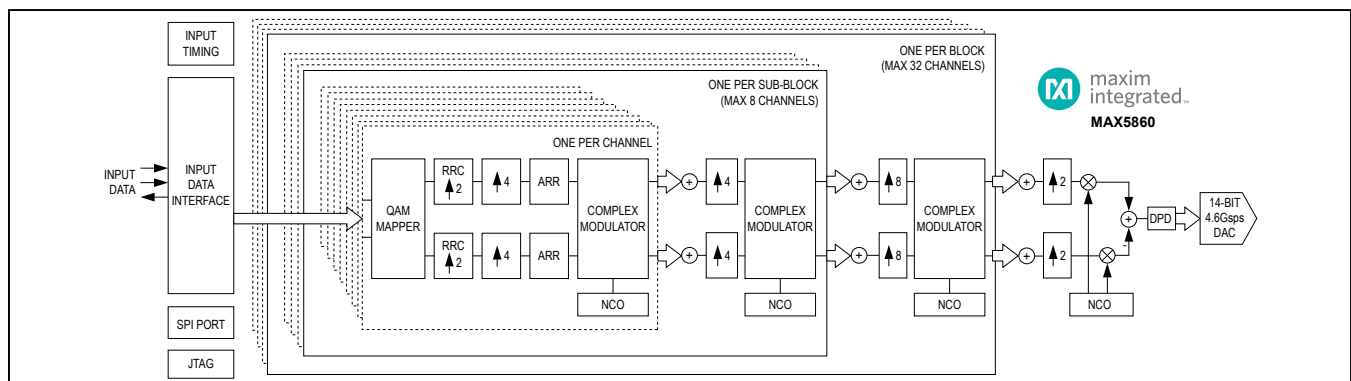 INPUT
TIMING
INPUT
DATA
INPUT
DATA
INTERFACE
SPI PORT
JTAG
ONE PER BLOCK
(MAX 32 CHANNELS)
ONE PER SUB-BLOCK
(MAX 8 CHANNELS)
ONE PER CHANNEL
QAM
MAPPER
RRC
2
4
ARR
RRC
2
4
ARR
COMPLEX
MODULATOR
NCO
+
+
4
4
COMPLEX
MODULATOR
NCO
+
+
8
8
COMPLEX
MODULATOR
NCO
+
+
2
2
NCO
+
-
DPD
14-BIT
4.6Gsps
DAC
maxim
integrated™
MAX5860